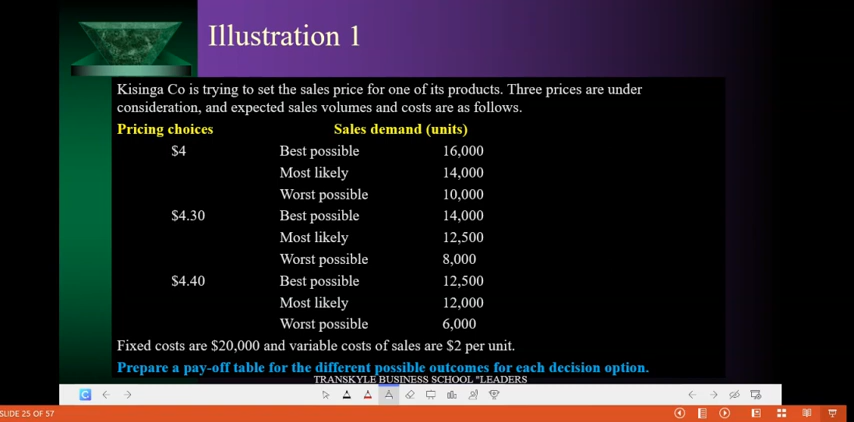 Illustration 1
Kisinga Co is trying to set the sales price for one of its products. Three prices are under
consideration, and expected sales volumes and costs are as follows.
Pricing choices Sales demand (units)
$4 Best possible 16,000
Most likely 14,000
Worst possible 10,000
$4.30 Best possible 14,000
Most likely 12,500
Worst possible 8,000
$4.40 Best possible 12,500
Most likely 12,000
Worst possible 6,000
Fixed costs are $20,000 and variable costs of sales are $2 per unit.
Prepare a pay-off table for the different possible outcomes for each decision option.
TRANSKYLE BUSINESS SCHOOL "LEADERS
SLIDE 25 OF 57